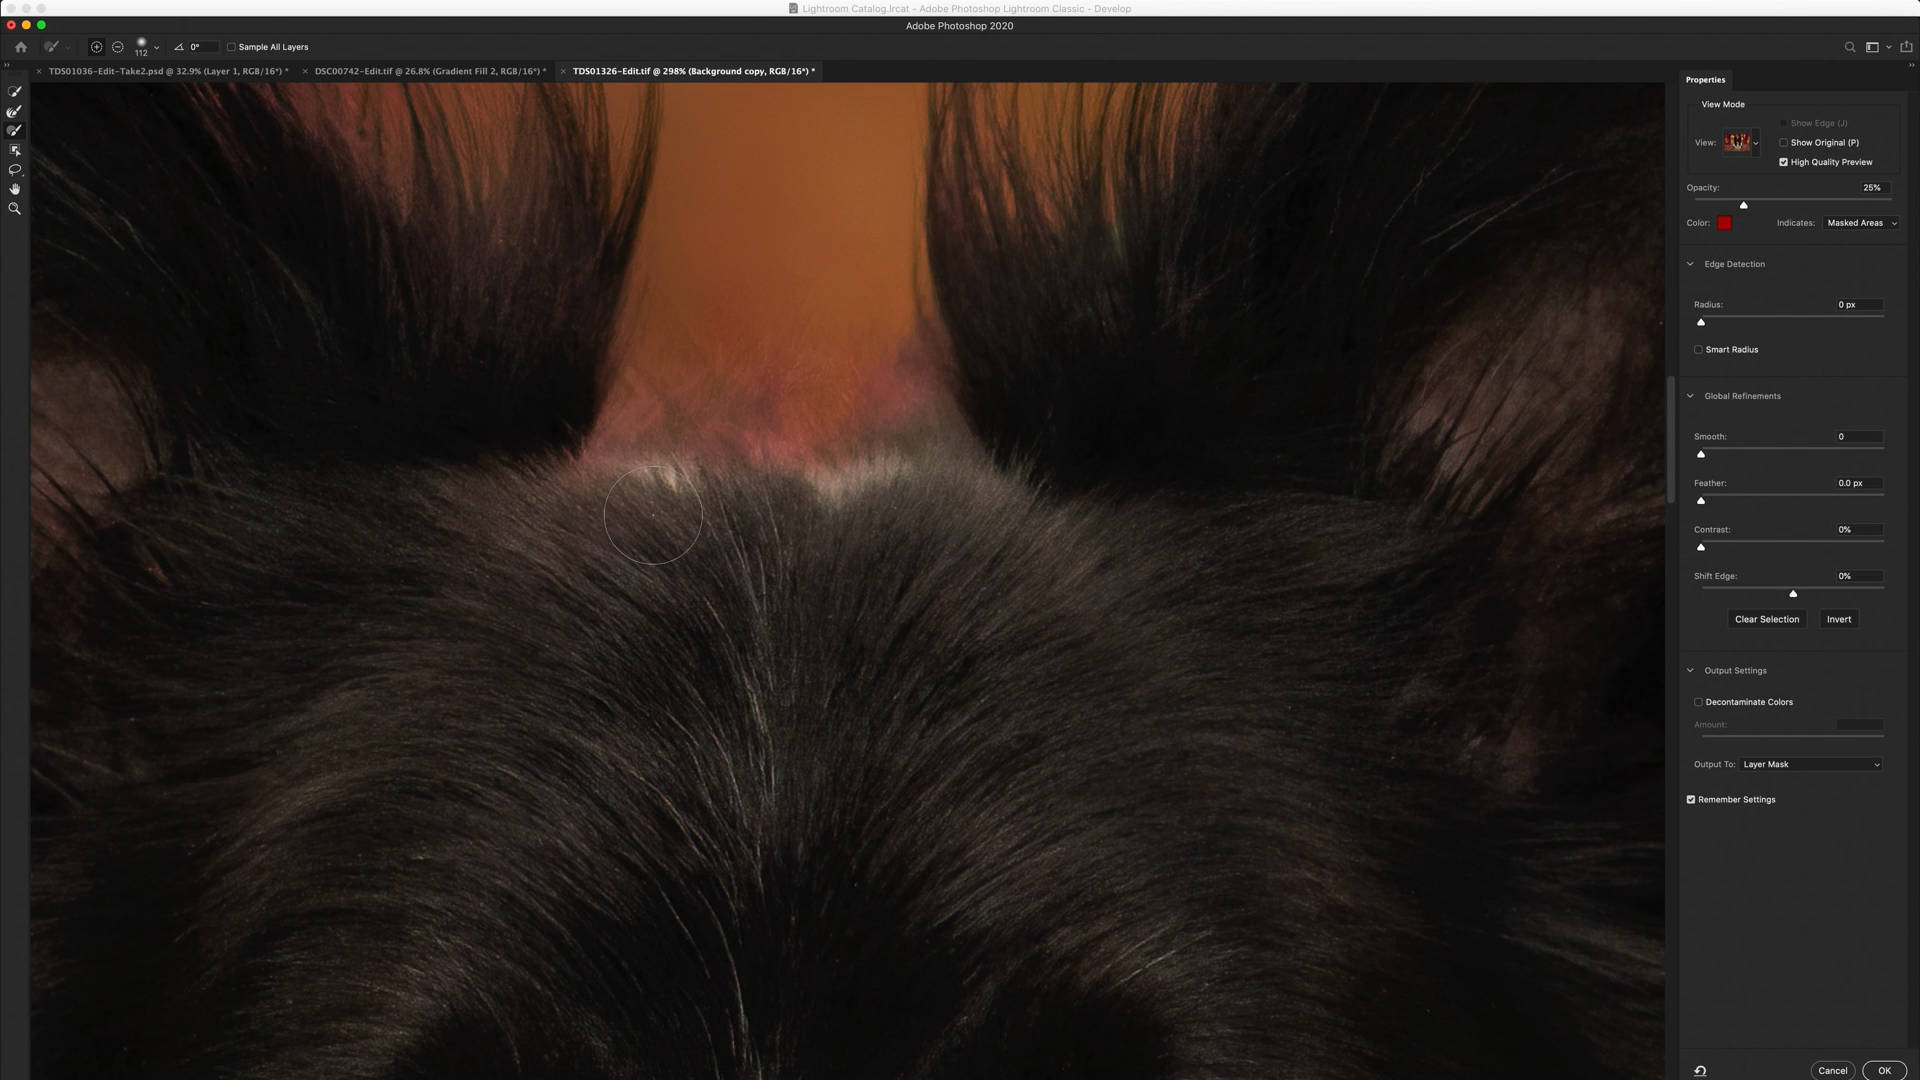 Lightroom Catalog.lrcat - Adobe Photoshop Lightroom Classic - Develop
Adobe Photoshop 2020
112
0°
Sample All Layers
TDS01036-Edit-Take2.psd @ 32.9% (Layer 1, RGB/16*) *
DSC00742-Edit.tif @ 26.8% (Gradient Fill 2, RGB/16*) *
TDS01326-Edit.tif @ 298% (Background copy, RGB/16*) *
Properties
View Mode
Show Edge (J)
View:
Show Original (P)
High Quality Preview
Opacity: 25%
Color: Indicates: Masked Areas
Edge Detection
Radius: 0 px
Smart Radius
Global Refinements
Smooth: 0
Feather: 0.0 px
Contrast: 0%
Shift Edge: 0%
Clear Selection Invert
Output Settings
Decontaminate Colors
Amount:
Output To: Layer Mask
Remember Settings
Cancel OK